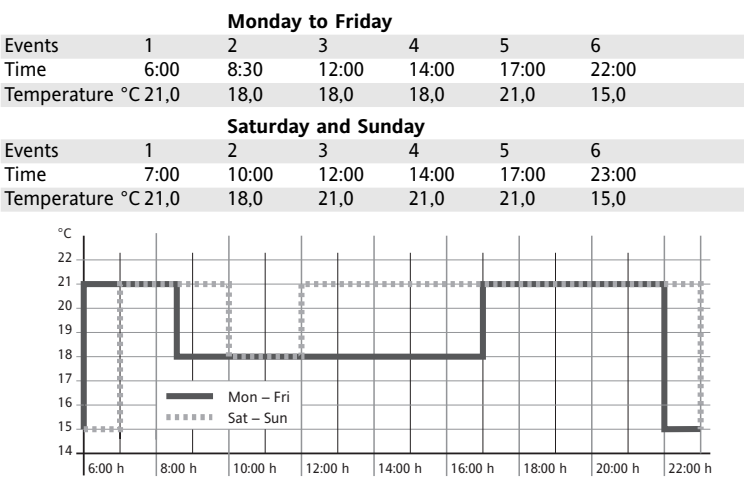 Monday to Friday
Events 1 2 3 4 5 6
Time 6:00 8:30 12:00 14:00 17:00 22:00
Temperature °C 21,0 18,0 18,0 18,0 21,0 15,0
Saturday and Sunday
Events 1 2 3 4 5 6
Time 7:00 10:00 12:00 14:00 17:00 23:00
Temperature °C 21,0 18,0 21,0 21,0 21,0 15,0
°C
22
21
20
19
18
17
16
15
14
Mon – Fri
Sat – Sun
6:00 h 8:00 h 10:00 h 12:00 h 14:00 h 16:00 h 18:00 h 20:00 h 22:00 h